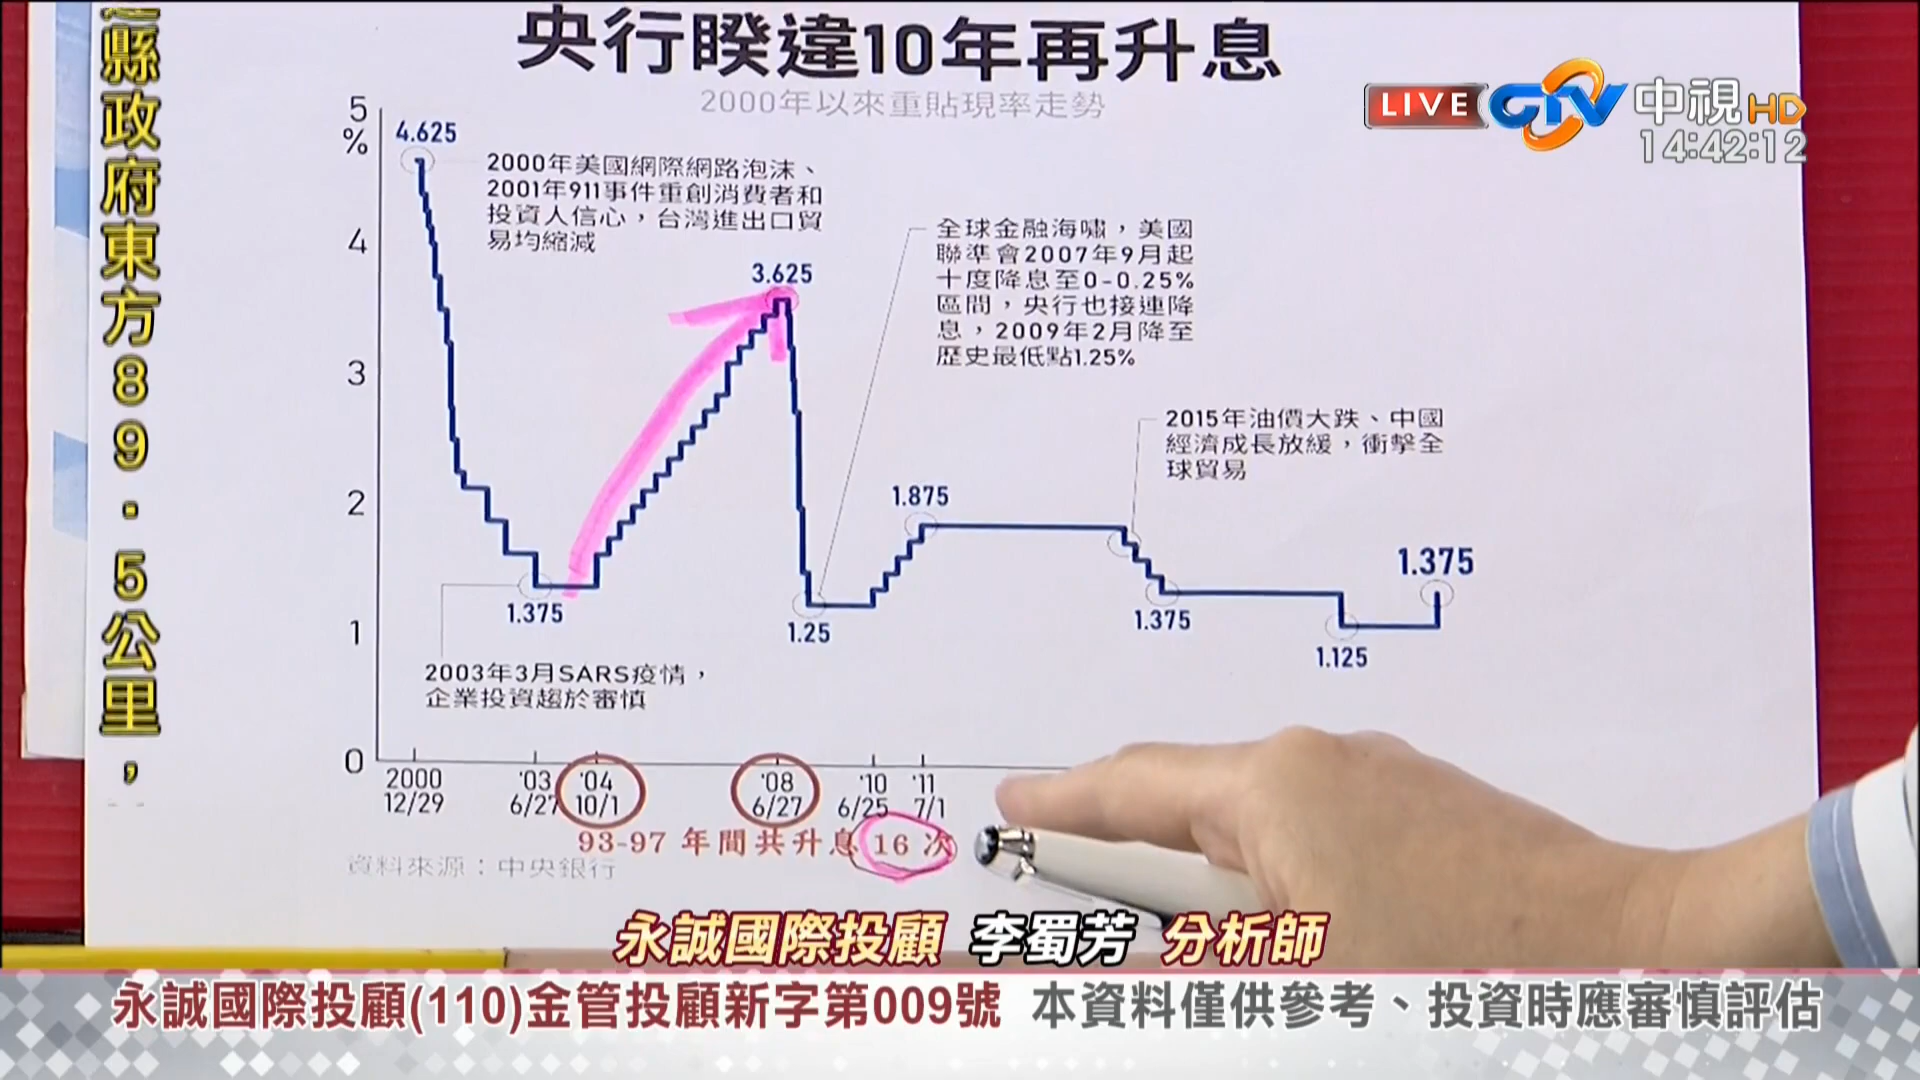 縣政府東方89.5公里，
央行睽違10年再升息
2000年以來重貼現率走勢
LIVE CTV 中視HD
14:42:12
5
%
4
3
2
1
0
4.625
2000年美國網際網路泡沫、
2001年911事件重創消費者和
投資人信心，台灣進出口貿
易均縮減
3.625
全球金融海嘯，美國
聯準會2007年9月起
十度降息至0-0.25%
區間，央行也接連降
息，2009年2月降至
歷史最低點1.25%
2015年油價大跌、中國
經濟成長放緩，衝擊全
球貿易
1.875
1.375
1.375
1.25
1.375
1.125
2003年3月SARS疫情，
企業投資趨於審慎
2000
12/29
'03
6/27
'04
10/1
'08
6/27
'10
6/25
'11
7/1
93-97 年間共升息 16 次
資料來源：中央銀行
永誠國際投顧 李蜀芳 分析師
永誠國際投顧(110)金管投顧新字第009號 本資料僅供參考、投資時應審慎評估